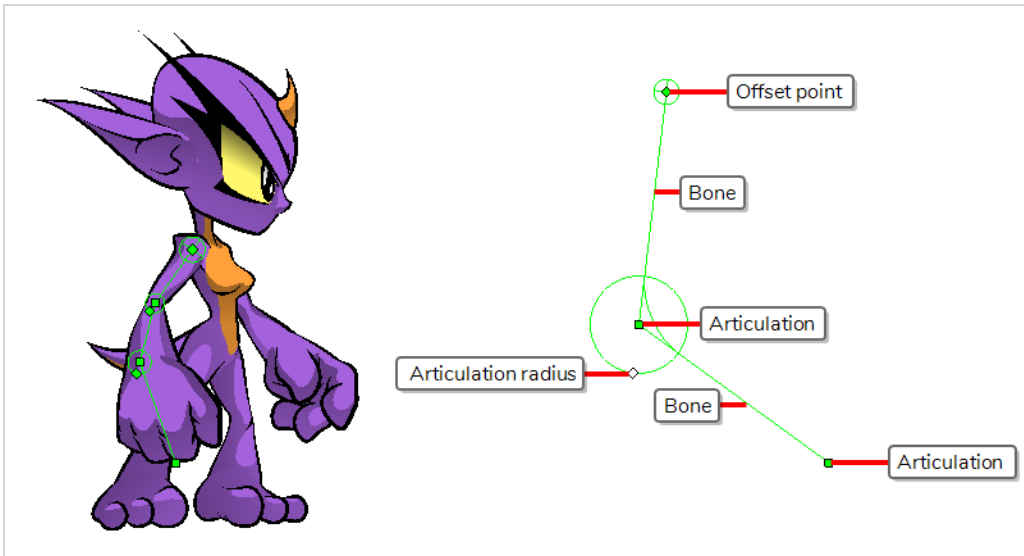 Offset point
Bone
Articulation
Articulation radius
Bone
Articulation